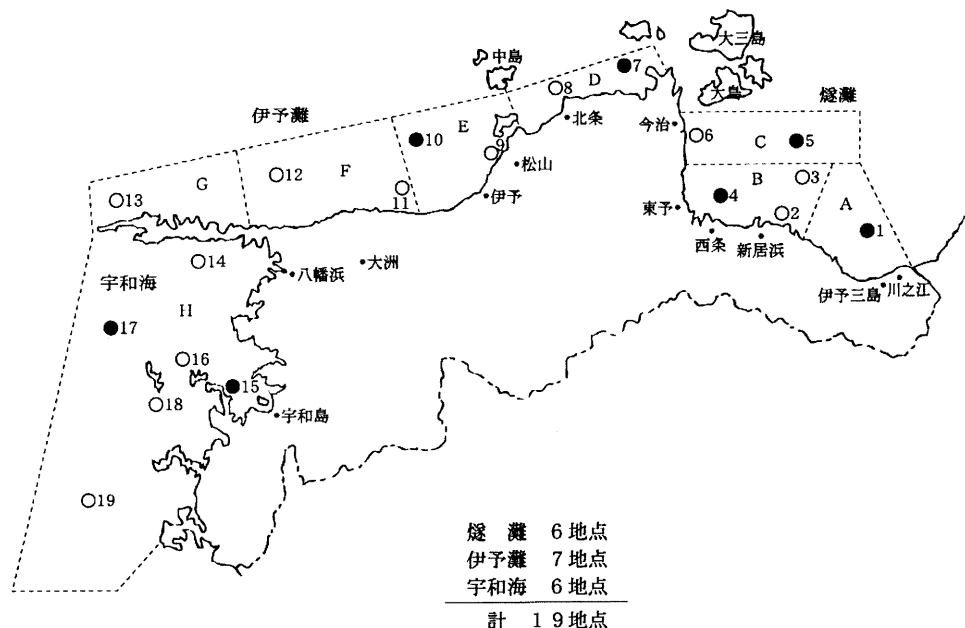 大三島
中島
大島
7
D
8
伊予灘
燧灘
北条
今治
6
C
5
10
E
9
松山
B
3
12
F
11
伊予
4
2
A
1
G
13
東予
西条
新居浜
伊予三島
川之江
14
八幡浜
大洲
宇和海
H
17
16
15
18
宇和島
19
燧灘 6地点
伊予灘 7地点
宇和海 6地点
計 19地点